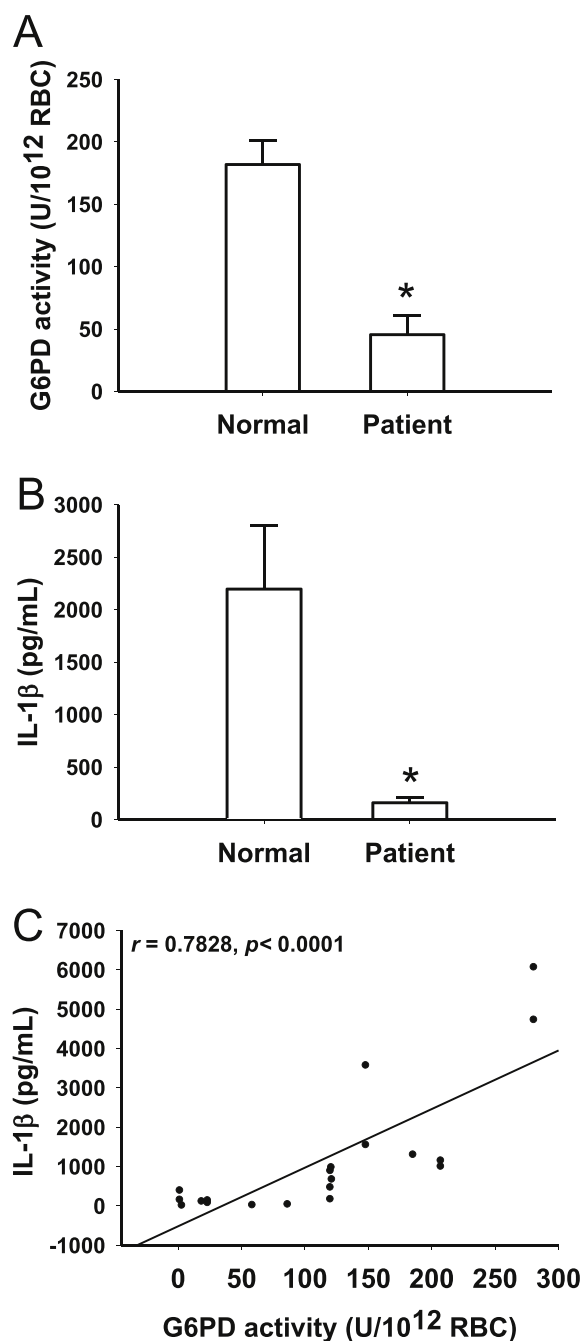 A
G6PD activity (U/10¹² RBC)
250
200
150
100
50
0
*
Normal Patient
B
IL-1β (pg/mL)
3000
2500
2000
1500
1000
500
0
*
Normal Patient
C
IL-1β (pg/mL)
7000
6000
5000
4000
3000
2000
1000
0
-1000
r = 0.7828, p< 0.0001
0 50 100 150 200 250 300
G6PD activity (U/10¹² RBC)